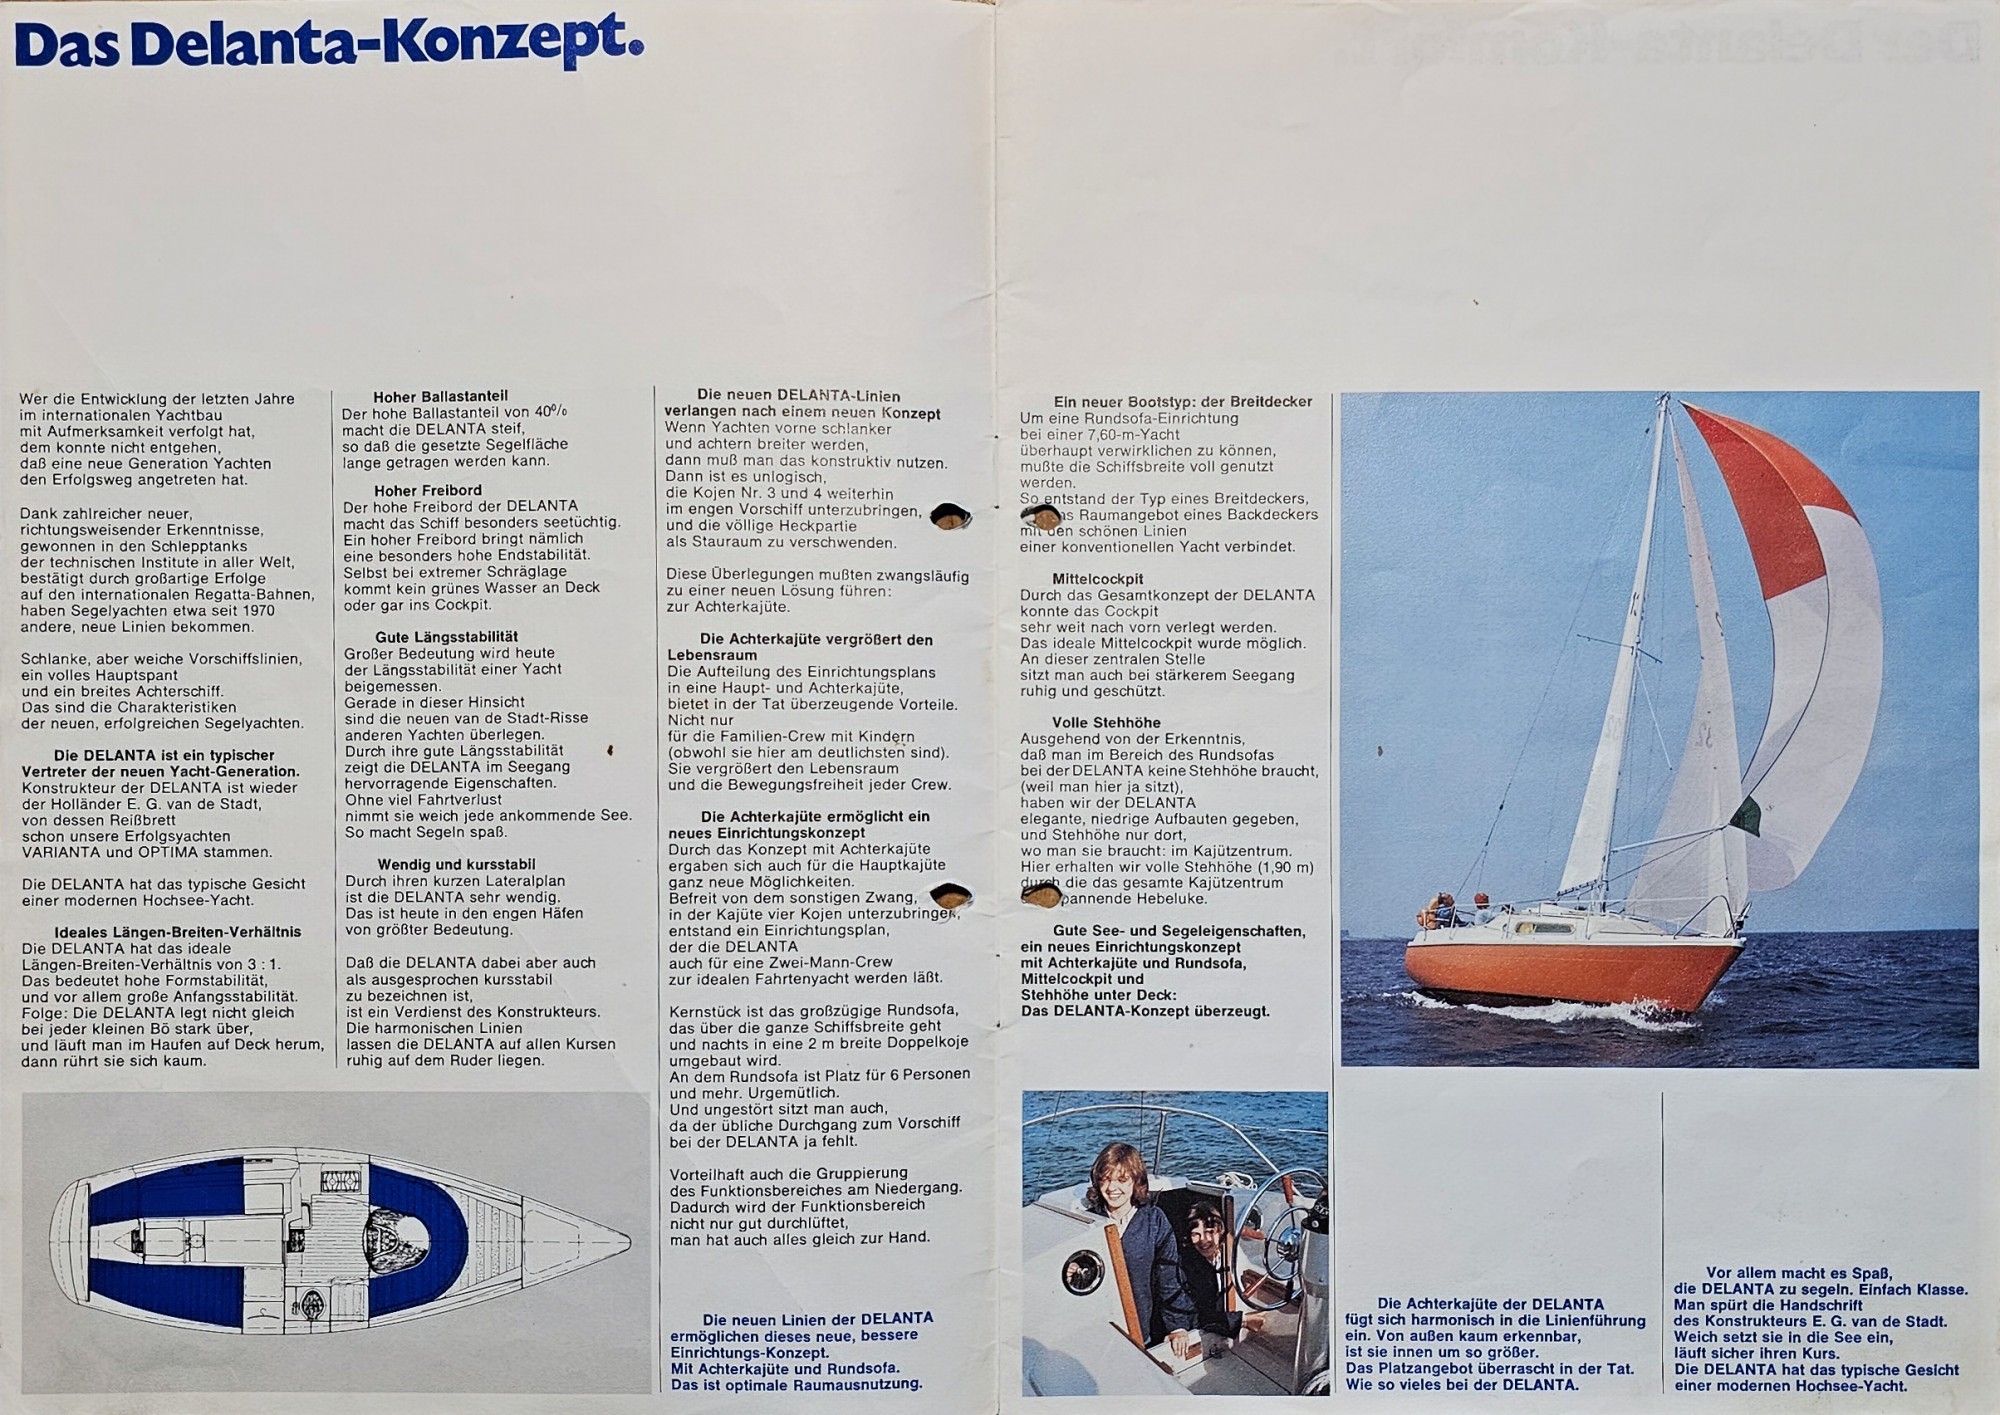 Das Delanta-Konzept.
Wer die Entwicklung der letzten Jahre
im internationalen Yachtbau
mit Aufmerksamkeit verfolgt hat,
dem konnte nicht entgehen,
daß eine neue Generation Yachten
den Erfolgsweg angetreten hat.
Dank zahlreicher neuer,
richtungsweisender Erkenntnisse,
gewonnen in den Schlepptanks
der technischen Institute in aller Welt,
bestätigt durch großartige Erfolge
auf den internationalen Regatta-Bahnen,
haben Segelyachten etwa seit 1970
andere, neue Linien bekommen.
Schlanke, aber weiche Vorschiffslinien,
ein volles Hauptspant
und ein breites Achterschiff.
Das sind die Charakteristiken
der neuen, erfolgreichen Segelyachten.
Die DELANTA ist ein typischer
Vertreter der neuen Yacht-Generation.
Konstrukteur der DELANTA ist wieder
der Holländer E. G. van de Stadt,
von dessen Reißbrett
schon unsere Erfolgsyachten
VARIANTA und OPTIMA stammen.
Die DELANTA hat das typische Gesicht
einer modernen Hochsee-Yacht.
Ideales Längen-Breiten-Verhältnis
Die DELANTA hat das ideale
Längen-Breiten-Verhältnis von 3 : 1.
Das bedeutet hohe Formstabilität,
und vor allem große Anfangsstabilität.
Folge: Die DELANTA legt nicht gleich
bei jeder kleinen Bö stark über,
und läuft man im Haufen auf Deck herum,
dann rührt sie sich kaum.
Hoher Ballastanteil
Der hohe Ballastanteil von 40%
macht die DELANTA steif,
so daß die gesetzte Segelfläche
lange getragen werden kann.
Hoher Freibord
Der hohe Freibord der DELANTA
macht das Schiff besonders seetüchtig.
Ein hoher Freibord bringt nämlich
eine besonders hohe Endstabilität.
Selbst bei extremer Schräglage
kommt kein grünes Wasser an Deck
oder gar ins Cockpit.
Gute Längsstabilität
Großer Bedeutung wird heute
der Längsstabilität einer Yacht
beigemessen.
Gerade in dieser Hinsicht
sind die neuen van de Stadt-Risse
anderen Yachten überlegen.
Durch ihre gute Längsstabilität
zeigt die DELANTA im Seegang
hervorragende Eigenschaften.
Ohne viel Fahrtverlust
nimmt sie weich jede ankommende See.
So macht Segeln spaß.
Wendig und kursstabil
Durch ihren kurzen Lateralplan
ist die DELANTA sehr wendig.
Das ist heute in den engen Häfen
von größter Bedeutung.
Daß die DELANTA dabei aber auch
als ausgesprochen kursstabil
zu bezeichnen ist,
ist ein Verdienst des Konstrukteurs.
Die harmonischen Linien
lassen die DELANTA auf allen Kursen
ruhig auf dem Ruder liegen.
Die neuen DELANTA-Linien
verlangen nach einem neuen Konzept
Wenn Yachten vorne schlanker
und achtern breiter werden,
dann muß man das konstruktiv nutzen.
Dann ist es unlogisch,
die Kojen Nr. 3 und 4 weiterhin
im engen Vorschiff unterzubringen,
und die völlige Heckpartie
als Stauraum zu verschwenden.
Diese Überlegungen mußten zwangsläufig
zu einer neuen Lösung führen:
zur Achterkajüte.
Die Achterkajüte vergrößert den
Lebensraum
Die Aufteilung des Einrichtungsplans
in eine Haupt- und Achterkajüte,
bietet in der Tat überzeugende Vorteile.
Nicht nur
für die Familien-Crew mit Kindern
(obwohl sie hier am deutlichsten sind).
Sie vergrößert den Lebensraum
und die Bewegungsfreiheit jeder Crew.
Die Achterkajüte ermöglicht ein
neues Einrichtungskonzept
Durch das Konzept mit Achterkajüte
ergaben sich auch für die Hauptkajüte
ganz neue Möglichkeiten.
Befreit von dem sonstigen Zwang,
in der Kajüte vier Kojen unterzubringen,
entstand ein Einrichtungsplan,
der die DELANTA
auch für eine Zwei-Mann-Crew
zur idealen Fahrtenyacht werden läßt.
Kernstück ist das großzügige Rundsofa,
das über die ganze Schiffsbreite geht
und nachts in eine 2 m breite Doppelkoje
umgebaut wird.
An dem Rundsofa ist Platz für 6 Personen
und mehr. Urgemütlich.
Und ungestört sitzt man auch,
da der übliche Durchgang zum Vorschiff
bei der DELANTA ja fehlt.
Vorteilhaft auch die Gruppierung
des Funktionsbereiches am Niedergang.
Dadurch wird der Funktionsbereich
nicht nur gut durchlüftet,
man hat auch alles gleich zur Hand.
Die neuen Linien der DELANTA
ermöglichen dieses neue, bessere
Einrichtungs-Konzept.
Mit Achterkajüte und Rundsofa.
Das ist optimale Raumausnutzung.
Ein neuer Bootstyp: der Breitdecker
Um eine Rundsofa-Einrichtung
bei einer 7,60-m-Yacht
überhaupt verwirklichen zu können,
mußte die Schiffsbreite voll genutzt
werden.
So entstand der Typ eines Breitdeckers,
Raumangebot eines Backdeckers
mit den schönen Linien
einer konventionellen Yacht verbindet.
Mittelcockpit
Durch das Gesamtkonzept der DELANTA
konnte das Cockpit
sehr weit nach vorn verlegt werden.
Das ideale Mittelcockpit wurde möglich.
An dieser zentralen Stelle
sitzt man auch bei stärkerem Seegang
ruhig und geschützt.
Volle Stehhöhe
Ausgehend von der Erkenntnis,
daß man im Bereich des Rundsofas
bei der DELANTA keine Stehhöhe braucht,
(weil man hier ja sitzt),
haben wir der DELANTA
elegante, niedrige Aufbauten gegeben,
und Stehhöhe nur dort,
wo man sie braucht: im Kajützentrum.
Hier erhalten wir volle Stehhöhe (1,90 m)
durch die das gesamte Kajützentrum
pannende Hebeluke.
Gute See- und Segeleigenschaften,
ein neues Einrichtungskonzept
mit Achterkajüte und Rundsofa,
Mittelcockpit und
Stehhöhe unter Deck:
Das DELANTA-Konzept überzeugt.
Die Achterkajüte der DELANTA
fügt sich harmonisch in die Linienführung
ein. Von außen kaum erkennbar,
ist sie innen um so größer.
Das Platzangebot überrascht in der Tat.
Wie so vieles bei der DELANTA.
Vor allem macht es Spaß,
die DELANTA zu segeln. Einfach Klasse.
Man spürt die Handschrift
des Konstrukteurs E. G. van de Stadt.
Weich setzt sie in die See ein,
läuft sicher ihren Kurs.
Die DELANTA hat das typische Gesicht
einer modernen Hochsee-Yacht.